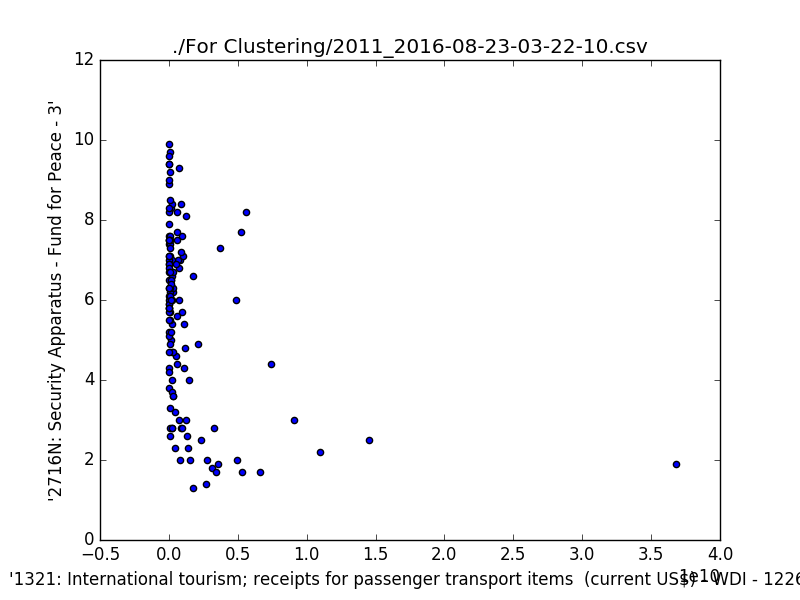 ./For Clustering/2011_2016-08-23-03-22-10.csv
'2716N: Security Apparatus - Fund for Peace - 3'
12
10
8
6
4
2
0
−0.5 0.0 0.5 1.0 1.5 2.0 2.5 3.0 3.5 4.0
1e10
'1321: International tourism; receipts for passenger transport items (current US$) - WDI - 1226